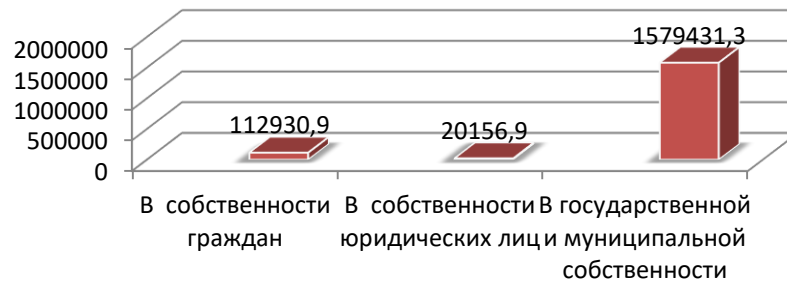 2000000
1500000
1000000
500000
0
112930,9
20156,9
1579431,3
В собственности
граждан
В собственности
юридических лиц
В государственной
и муниципальной
собственности